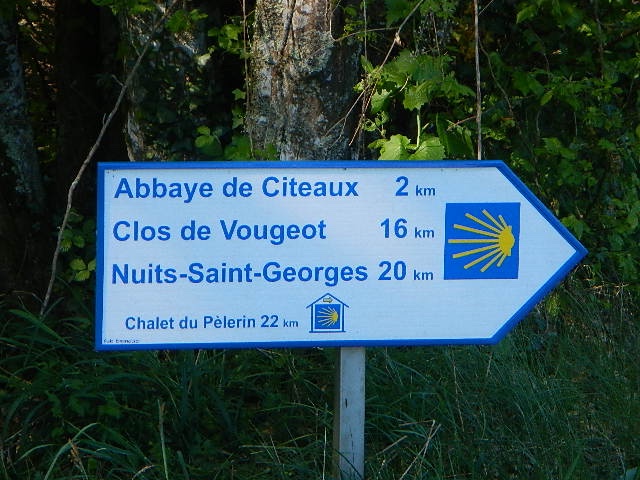 Abbaye de Citeaux 2 km
Clos de Vougeot 16 km
Nuits-Saint-Georges 20 km
Chalet du Pèlerin 22 km